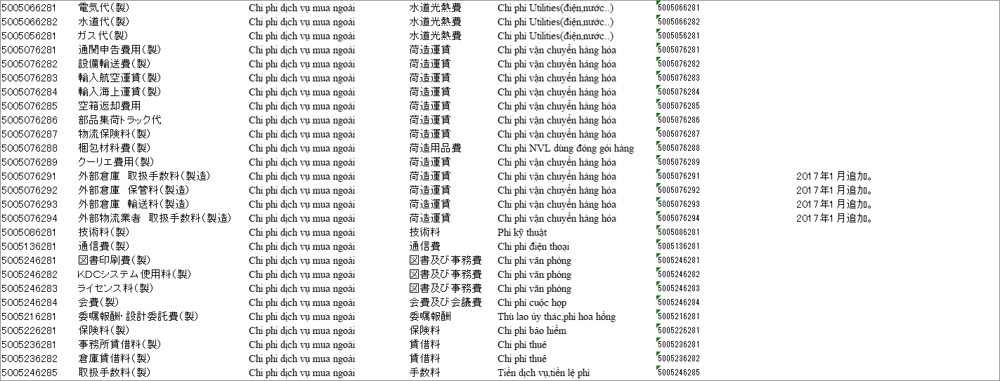 5005066281 電気代(製) Chi phí dịch vụ mua ngoài 水道光熱費 Chi phí Utilities(điện,nước..) 5005066281
5005066282 水道代(製) Chi phí dịch vụ mua ngoài 水道光熱費 Chi phí Utilities(điện,nước..) 5005066282
5005056281 ガス代(製) Chi phí dịch vụ mua ngoài 水道光熱費 Chi phí Utilities(điện,nước..) 5005056281
5005076281 通関申告費用(製) Chi phí dịch vụ mua ngoài 荷造運賃 Chi phí vận chuyển hàng hóa 5005076281
5005076282 設備輸送費(製) Chi phí dịch vụ mua ngoài 荷造運賃 Chi phí vận chuyển hàng hóa 5005076282
5005076283 輸入航空運賃(製) Chi phí dịch vụ mua ngoài 荷造運賃 Chi phí vận chuyển hàng hóa 5005076283
5005076284 輸入海上運賃(製) Chi phí dịch vụ mua ngoài 荷造運賃 Chi phí vận chuyển hàng hóa 5005076284
5005076285 空箱返却費用 Chi phí dịch vụ mua ngoài 荷造運賃 Chi phí vận chuyển hàng hóa 5005076285
5005076286 部品集荷トラック代 Chi phí dịch vụ mua ngoài 荷造運賃 Chi phí vận chuyển hàng hóa 5005076286
5005076287 物流保険料(製) Chi phí dịch vụ mua ngoài 荷造運賃 Chi phí vận chuyển hàng hóa 5005076287
5005076288 梱包材料費(製) Chi phí dịch vụ mua ngoài 荷造用品費 Chi phí NVL dùng đóng gói hàng 5005076288
5005076289 クーリエ費用(製) Chi phí dịch vụ mua ngoài 荷造運賃 Chi phí vận chuyển hàng hóa 5005076289
5005076291 外部倉庫 取扱手数料(製造) Chi phí dịch vụ mua ngoài 荷造運賃 Chi phí vận chuyển hàng hóa 5005076291 2017年1月追加。
5005076292 外部倉庫 保管料(製造) Chi phí dịch vụ mua ngoài 荷造運賃 Chi phí vận chuyển hàng hóa 5005076292 2017年1月追加。
5005076293 外部倉庫 輸送料(製造) Chi phí dịch vụ mua ngoài 荷造運賃 Chi phí vận chuyển hàng hóa 5005076293 2017年1月追加。
5005076294 外部物流業者 取扱手数料(製造) Chi phí dịch vụ mua ngoài 荷造運賃 Chi phí vận chuyển hàng hóa 5005076294 2017年1月追加。
5005086281 技術料(製) Chi phí dịch vụ mua ngoài 技術料 Phí kỹ thuật 5005086281
5005136281 通信費(製) Chi phí dịch vụ mua ngoài 通信費 Chi phí điện thoại 5005136281
5005246281 図書印刷費(製) Chi phí dịch vụ mua ngoài 図書及び事務費 Chi phí văn phòng 5005246281
5005246282 KDCシステム使用料(製) Chi phí dịch vụ mua ngoài 図書及び事務費 Chi phí văn phòng 5005246282
5005246283 ライセンス料(製) Chi phí dịch vụ mua ngoài 図書及び事務費 Chi phí văn phòng 5005246283
5005246284 会費(製) Chi phí dịch vụ mua ngoài 会費及び会議費 Chi phí cuộc họp 5005246284
5005216281 委嘱報酬・設計委託費(製) Chi phí dịch vụ mua ngoài 委嘱報酬 Thù lao ủy thác,phí hoa hồng 5005216281
5005226281 保険料(製) Chi phí dịch vụ mua ngoài 保険料 Chi phí bảo hiểm 5005226281
5005236281 事務所賃借料(製) Chi phí dịch vụ mua ngoài 賃借料 Chi phí thuê 5005236281
5005236282 倉庫賃借料(製) Chi phí dịch vụ mua ngoài 賃借料 Chi phí thuê 5005236282
5005246285 取扱手数料(製) Chi phí dịch vụ mua ngoài 手数料 Tiền dịch vụ,tiền lệ phí 5005246285